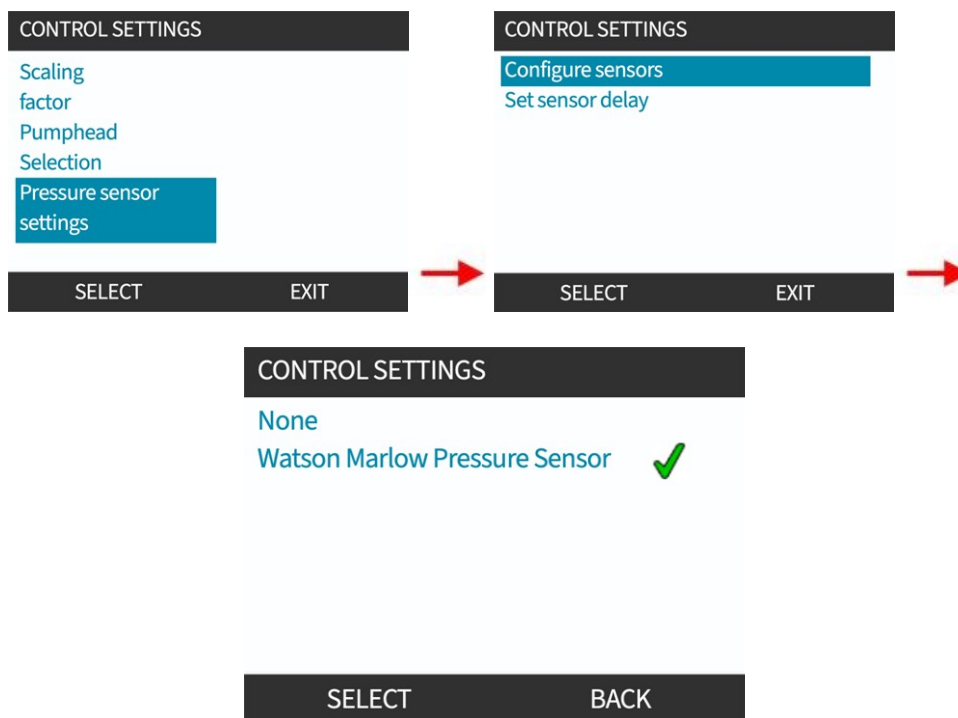 CONTROL SETTINGS
Scaling
factor
Pumphead
Selection
Pressure sensor
settings
SELECT EXIT
CONTROL SETTINGS
Configure sensors
Set sensor delay
SELECT EXIT
CONTROL SETTINGS
None
Watson Marlow Pressure Sensor
SELECT BACK